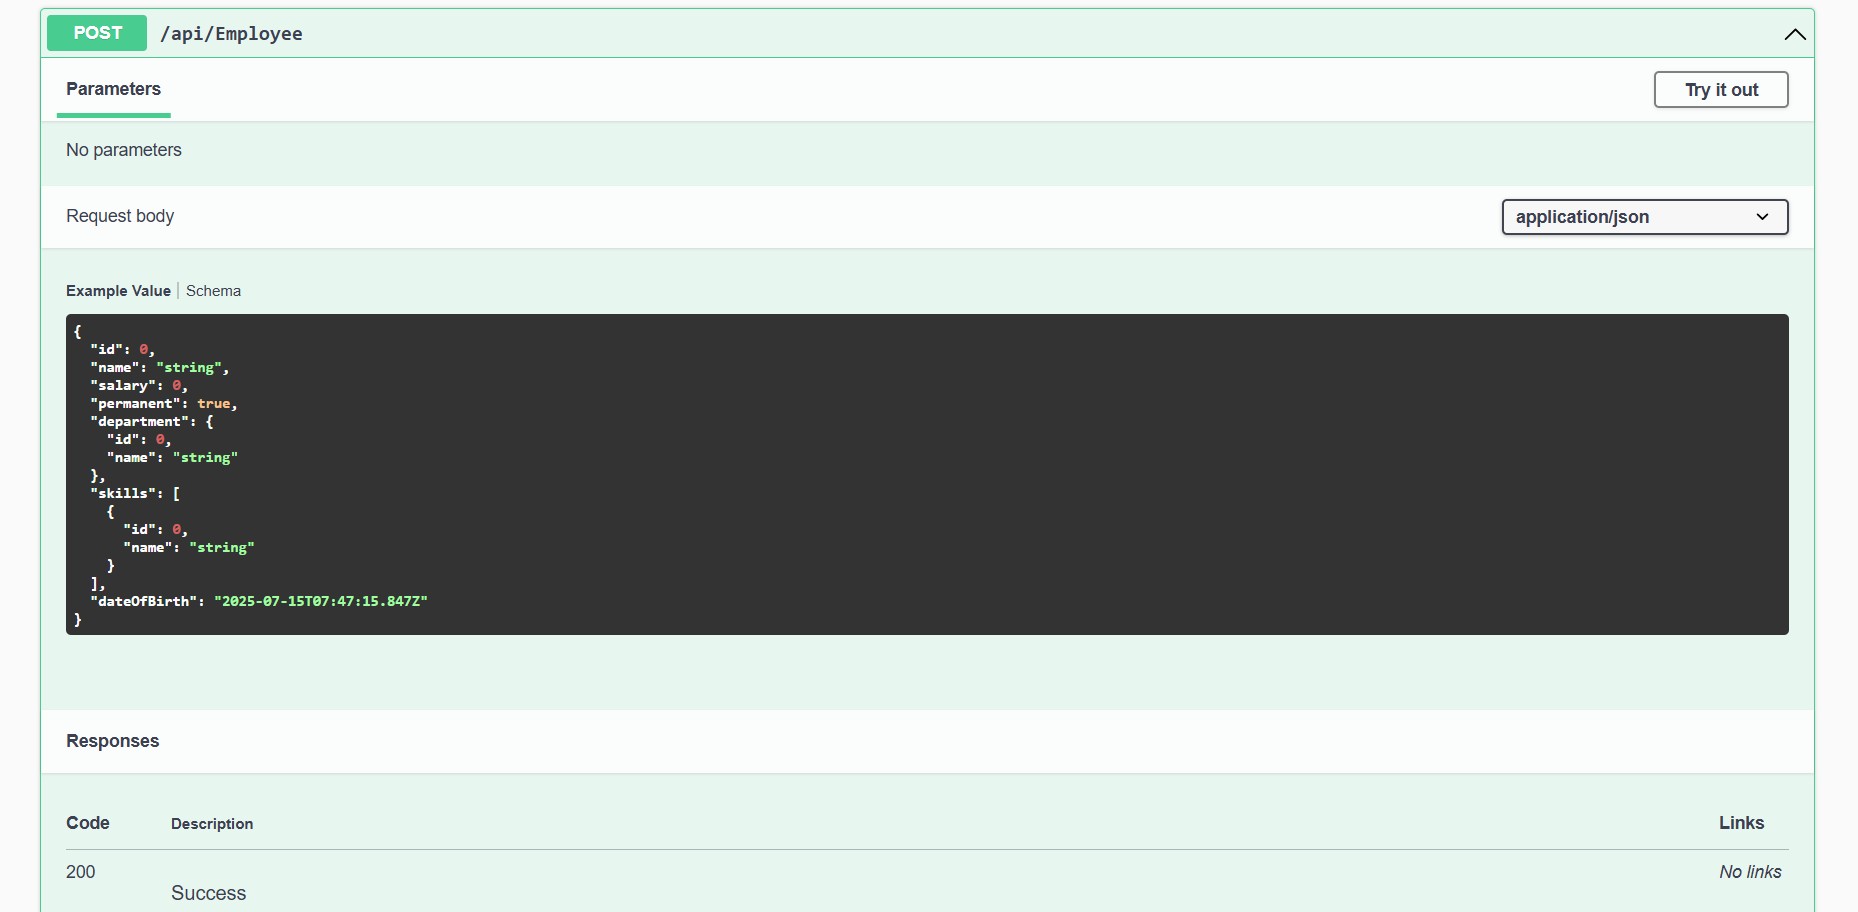 POST /api/Employee
Parameters
Try it out
No parameters
Request body
application/json
Example Value | Schema
{
  "id": 0,
  "name": "string",
  "salary": 0,
  "permanent": true,
  "department": {
    "id": 0,
    "name": "string"
  },
  "skills": [
    {
      "id": 0,
      "name": "string"
    }
  ],
  "dateOfBirth": "2025-07-15T07:47:15.847Z"
}
Responses
Code Description Links
200 No links
Success